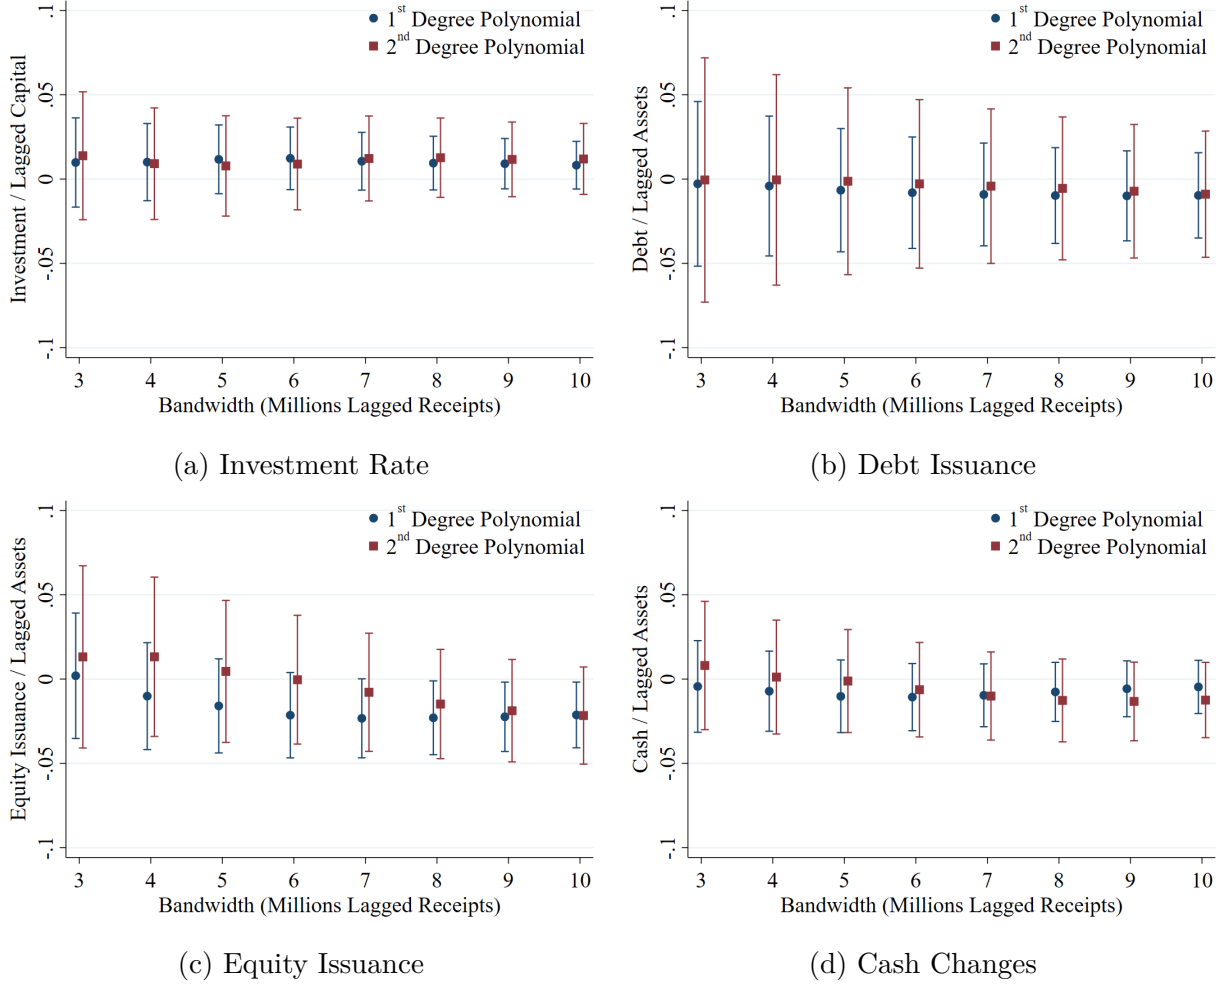 1st Degree Polynomial
2nd Degree Polynomial
Investment / Lagged Capital
.1
.05
0
-.05
-.1
3 4 5 6 7 8 9 10
Bandwidth (Millions Lagged Receipts)
(a) Investment Rate
1st Degree Polynomial
2nd Degree Polynomial
Debt / Lagged Assets
.1
.05
0
-.05
-.1
3 4 5 6 7 8 9 10
Bandwidth (Millions Lagged Receipts)
(b) Debt Issuance
1st Degree Polynomial
2nd Degree Polynomial
Equity Issuance / Lagged Assets
.1
.05
0
-.05
-.1
3 4 5 6 7 8 9 10
Bandwidth (Millions Lagged Receipts)
(c) Equity Issuance
1st Degree Polynomial
2nd Degree Polynomial
Cash / Lagged Assets
.1
.05
0
-.05
-.1
3 4 5 6 7 8 9 10
Bandwidth (Millions Lagged Receipts)
(d) Cash Changes